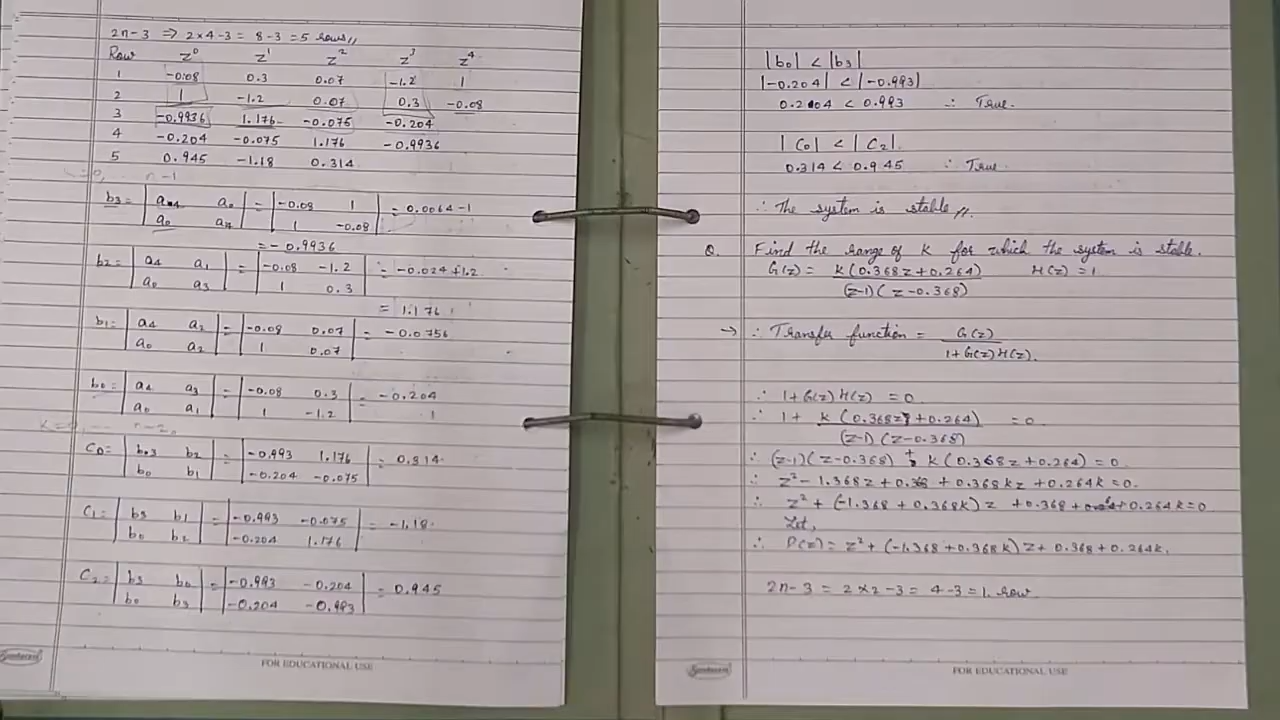 2n-3 ⇒ 2×4-3 = 8-3 = 5 rows,,
Row z⁰ z¹ z² z³ z⁴
1 -0.08 0.3 0.07 -1.2 1
2 1 -1.2 0.07 0.3 -0.08
3 -0.9936 1.176 -0.075 -0.204
4 -0.204 -0.075 1.176 -0.9936
5 0.945 -1.18 0.314
b3 = | a4 a0 | = | -0.08 1 | = 0.0064-1
| a0 a4 | | 1 -0.08 |
= -0.9936
b2 = | a4 a1 | = | -0.08 -1.2 | = -0.024+1.2
| a0 a3 | | 1 0.3 |
= 1.176
b1 = | a4 a2 | = | -0.08 0.07 | = -0.0756
| a0 a2 | | 1 0.07 |
b0 = | a4 a3 | = | -0.08 0.3 | = -0.204
| a0 a1 | | 1 -1.2 |
C0 = | b3 b2 | = | -0.993 1.176 | = 0.314
| b0 b1 | | -0.204 -0.075 |
C1 = | b3 b1 | = | -0.993 -0.075 | = -1.18
| b0 b2 | | -0.204 1.176 |
C2 = | b3 b0 | = | -0.993 -0.204 | = 0.945
| b0 b3 | | -0.204 -0.993 |
Sundaram
FOR EDUCATIONAL USE
|b0| < |b3|
|-0.204| < |-0.993|
0.204 < 0.993 ∴ True.
|C0| < |C2|.
0.314 < 0.945 ∴ True
∴ The system is stable,,
Q. Find the range of K for which the system is stable.
G(z) = K(0.368z+0.264) H(z) = 1
(z-1)(z-0.368)
→ ∴ Transfer function = G(z)
1+G(z)H(z).
∴ 1+G(z)H(z) = 0
∴ 1 + K(0.368z+0.264) = 0
(z-1)(z-0.368)
∴ (z-1)(z-0.368) + K(0.368z+0.264) = 0
∴ z² - 1.368z + 0.368 + 0.368Kz + 0.264K = 0.
∴ z² + (-1.368 + 0.368K)z + 0.368 + 0.264K = 0
Let,
∴ P(z) = z² + (-1.368 + 0.368K)z + 0.368 + 0.264K.
2n-3 = 2×2-3 = 4-3 = 1. row
Sundaram
FOR EDUCATIONAL USE